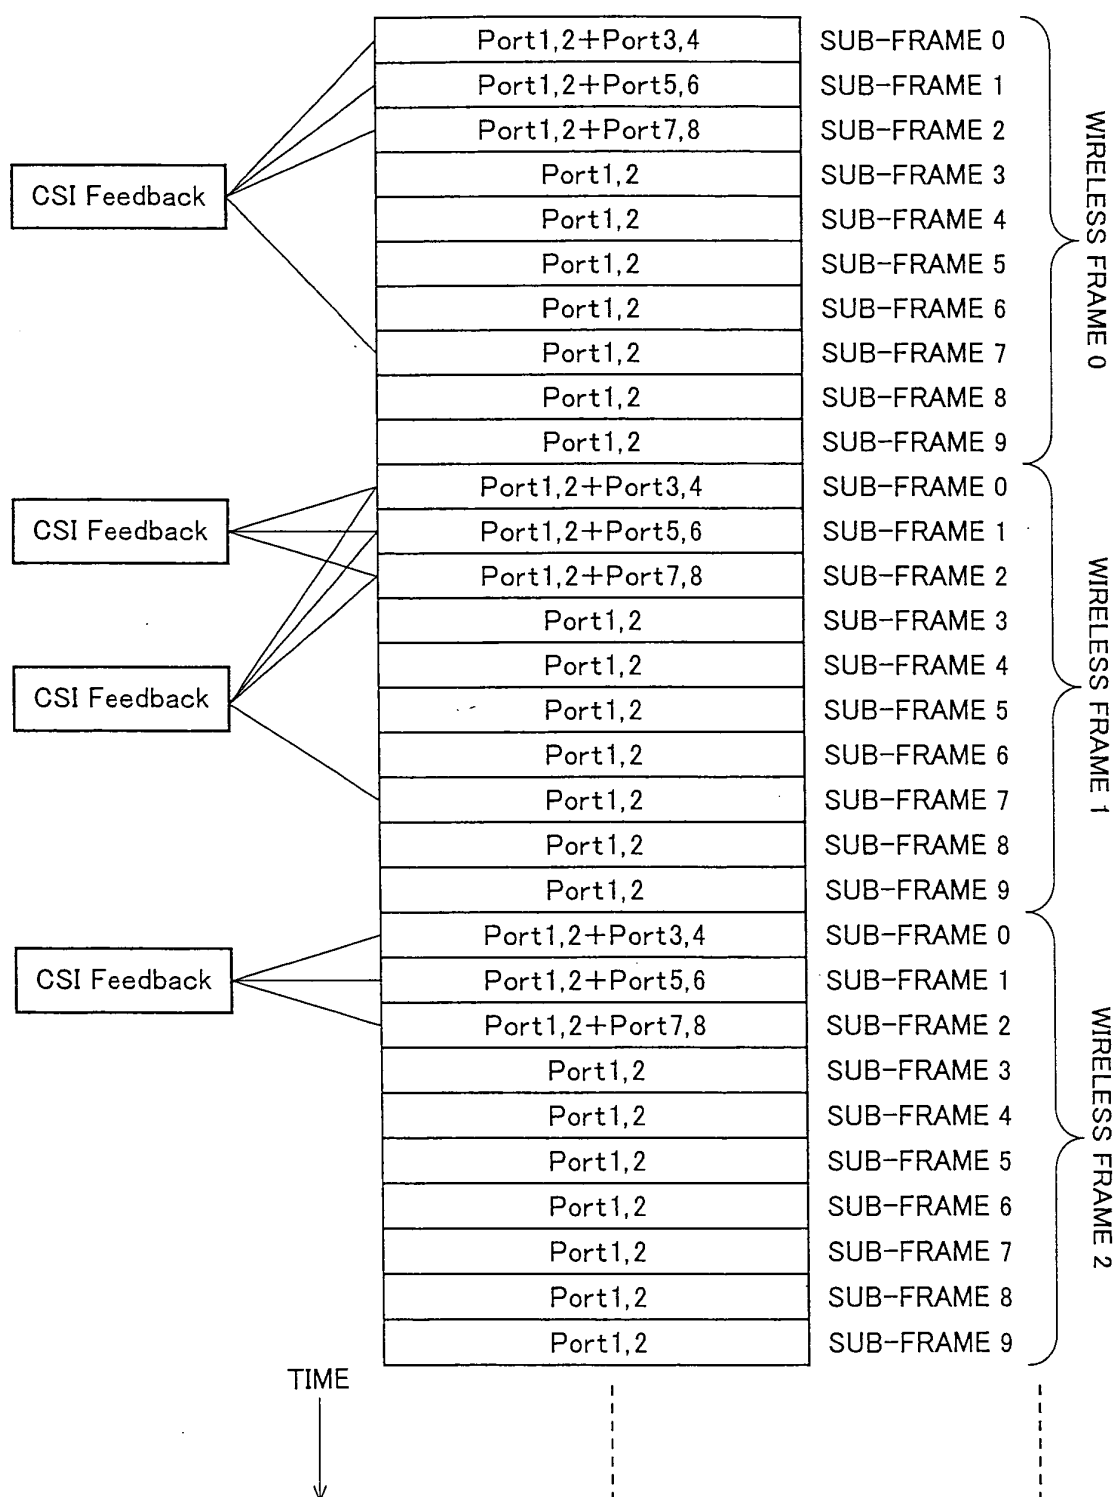 Port1,2+Port3,4 SUB-FRAME 0
Port1,2+Port5,6 SUB-FRAME 1
Port1,2+Port7,8 SUB-FRAME 2
Port1,2 SUB-FRAME 3
CSI Feedback
Port1,2 SUB-FRAME 4
Port1,2 SUB-FRAME 5
Port1,2 SUB-FRAME 6
Port1,2 SUB-FRAME 7
Port1,2 SUB-FRAME 8
Port1,2 SUB-FRAME 9
WIRELESS FRAME 0
Port1,2+Port3,4 SUB-FRAME 0
CSI Feedback
Port1,2+Port5,6 SUB-FRAME 1
Port1,2+Port7,8 SUB-FRAME 2
Port1,2 SUB-FRAME 3
Port1,2 SUB-FRAME 4
CSI Feedback
Port1,2 SUB-FRAME 5
Port1,2 SUB-FRAME 6
Port1,2 SUB-FRAME 7
Port1,2 SUB-FRAME 8
Port1,2 SUB-FRAME 9
WIRELESS FRAME 1
Port1,2+Port3,4 SUB-FRAME 0
CSI Feedback
Port1,2+Port5,6 SUB-FRAME 1
Port1,2+Port7,8 SUB-FRAME 2
Port1,2 SUB-FRAME 3
Port1,2 SUB-FRAME 4
Port1,2 SUB-FRAME 5
Port1,2 SUB-FRAME 6
Port1,2 SUB-FRAME 7
Port1,2 SUB-FRAME 8
Port1,2 SUB-FRAME 9
WIRELESS FRAME 2
TIME